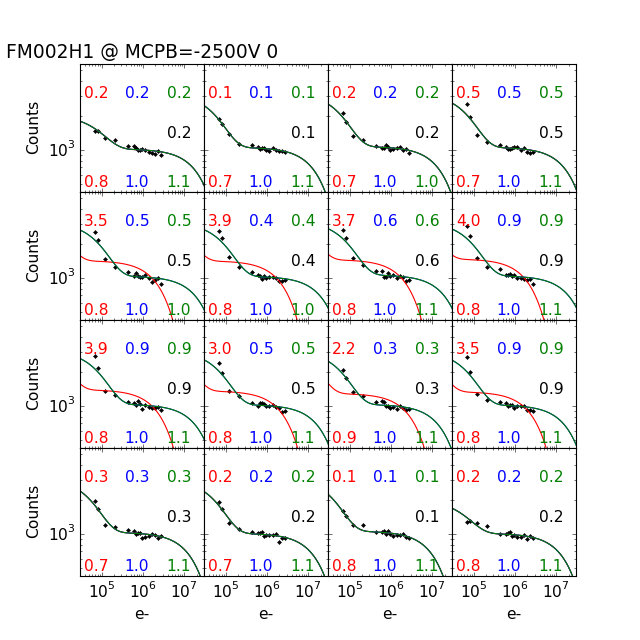 FM002H1 @ MCPB=-2500V 0
0.2 0.2 0.2 0.1 0.1 0.1 0.2 0.2 0.2 0.5 0.5 0.5
Counts
0.2 0.1 0.2 0.5
10³
0.8 1.0 1.1 0.7 1.0 1.1 0.7 1.0 1.0 0.7 1.0 1.1
3.5 0.5 0.5 3.9 0.4 0.4 3.7 0.6 0.6 4.0 0.9 0.9
Counts
0.5 0.4 0.6 0.9
10³
0.8 1.0 1.0 0.8 1.0 1.0 0.8 1.0 1.1 0.8 1.0 1.1
3.9 0.9 0.9 3.0 0.5 0.5 2.2 0.3 0.3 3.5 0.9 0.9
Counts
0.9 0.5 0.3 0.9
10³
0.8 1.0 1.1 0.8 1.0 1.1 0.9 1.0 1.1 0.8 1.0 1.1
0.3 0.3 0.3 0.2 0.2 0.2 0.1 0.1 0.1 0.2 0.2 0.2
Counts
0.3 0.2 0.1 0.2
10³
0.7 1.0 1.1 0.7 1.0 1.1 0.8 1.0 1.1 0.8 1.0 1.1
10⁵ 10⁶ 10⁷ 10⁵ 10⁶ 10⁷ 10⁵ 10⁶ 10⁷ 10⁵ 10⁶ 10⁷
e- e- e- e-